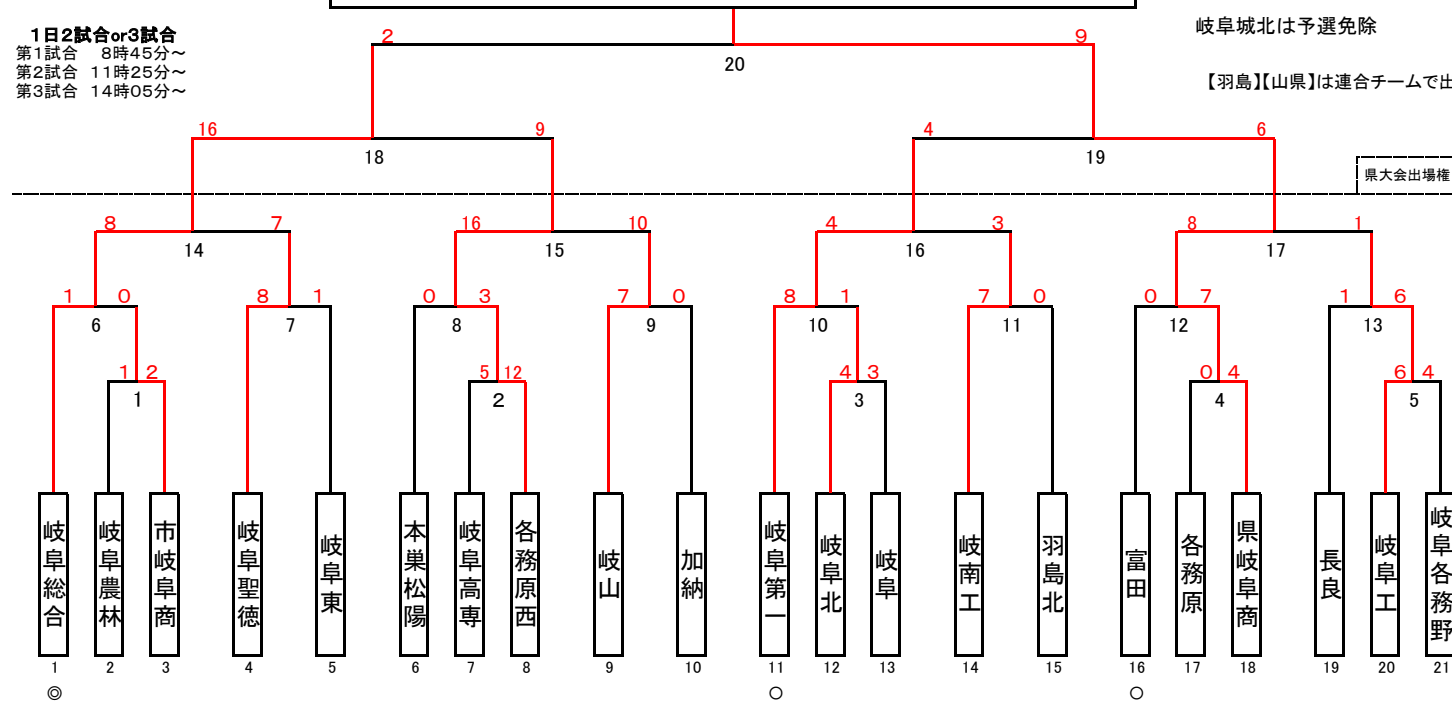 1日2試合or3試合
第1試合 8時45分～
第2試合 11時25分～
第3試合 14時05分～
岐阜城北は予選免除
【羽島】【山県】は連合チームで出
2 9
20
16 9 4 6
18 19
県大会出場権
8 7 16 10 4 3 8 1
14 15 16 17
1 0 8 1 0 3 7 0 8 1 7 0 0 7 1 6
6 7 8 9 10 11 12 13
1 2 5 12 4 3 0 4 6 4
1 2 3 4 5
岐阜総合
岐阜農林
市岐阜商
岐阜聖徳
岐阜東
本巣松陽
岐阜高専
各務原西
岐山
加納
岐阜第一
岐阜北
岐阜
岐南工
羽島北
富田
各務原
県岐阜商
長良
岐阜工
岐阜各務野
1 2 3 4 5 6 7 8 9 10 11 12 13 14 15 16 17 18 19 20 21
◎ ○ ○